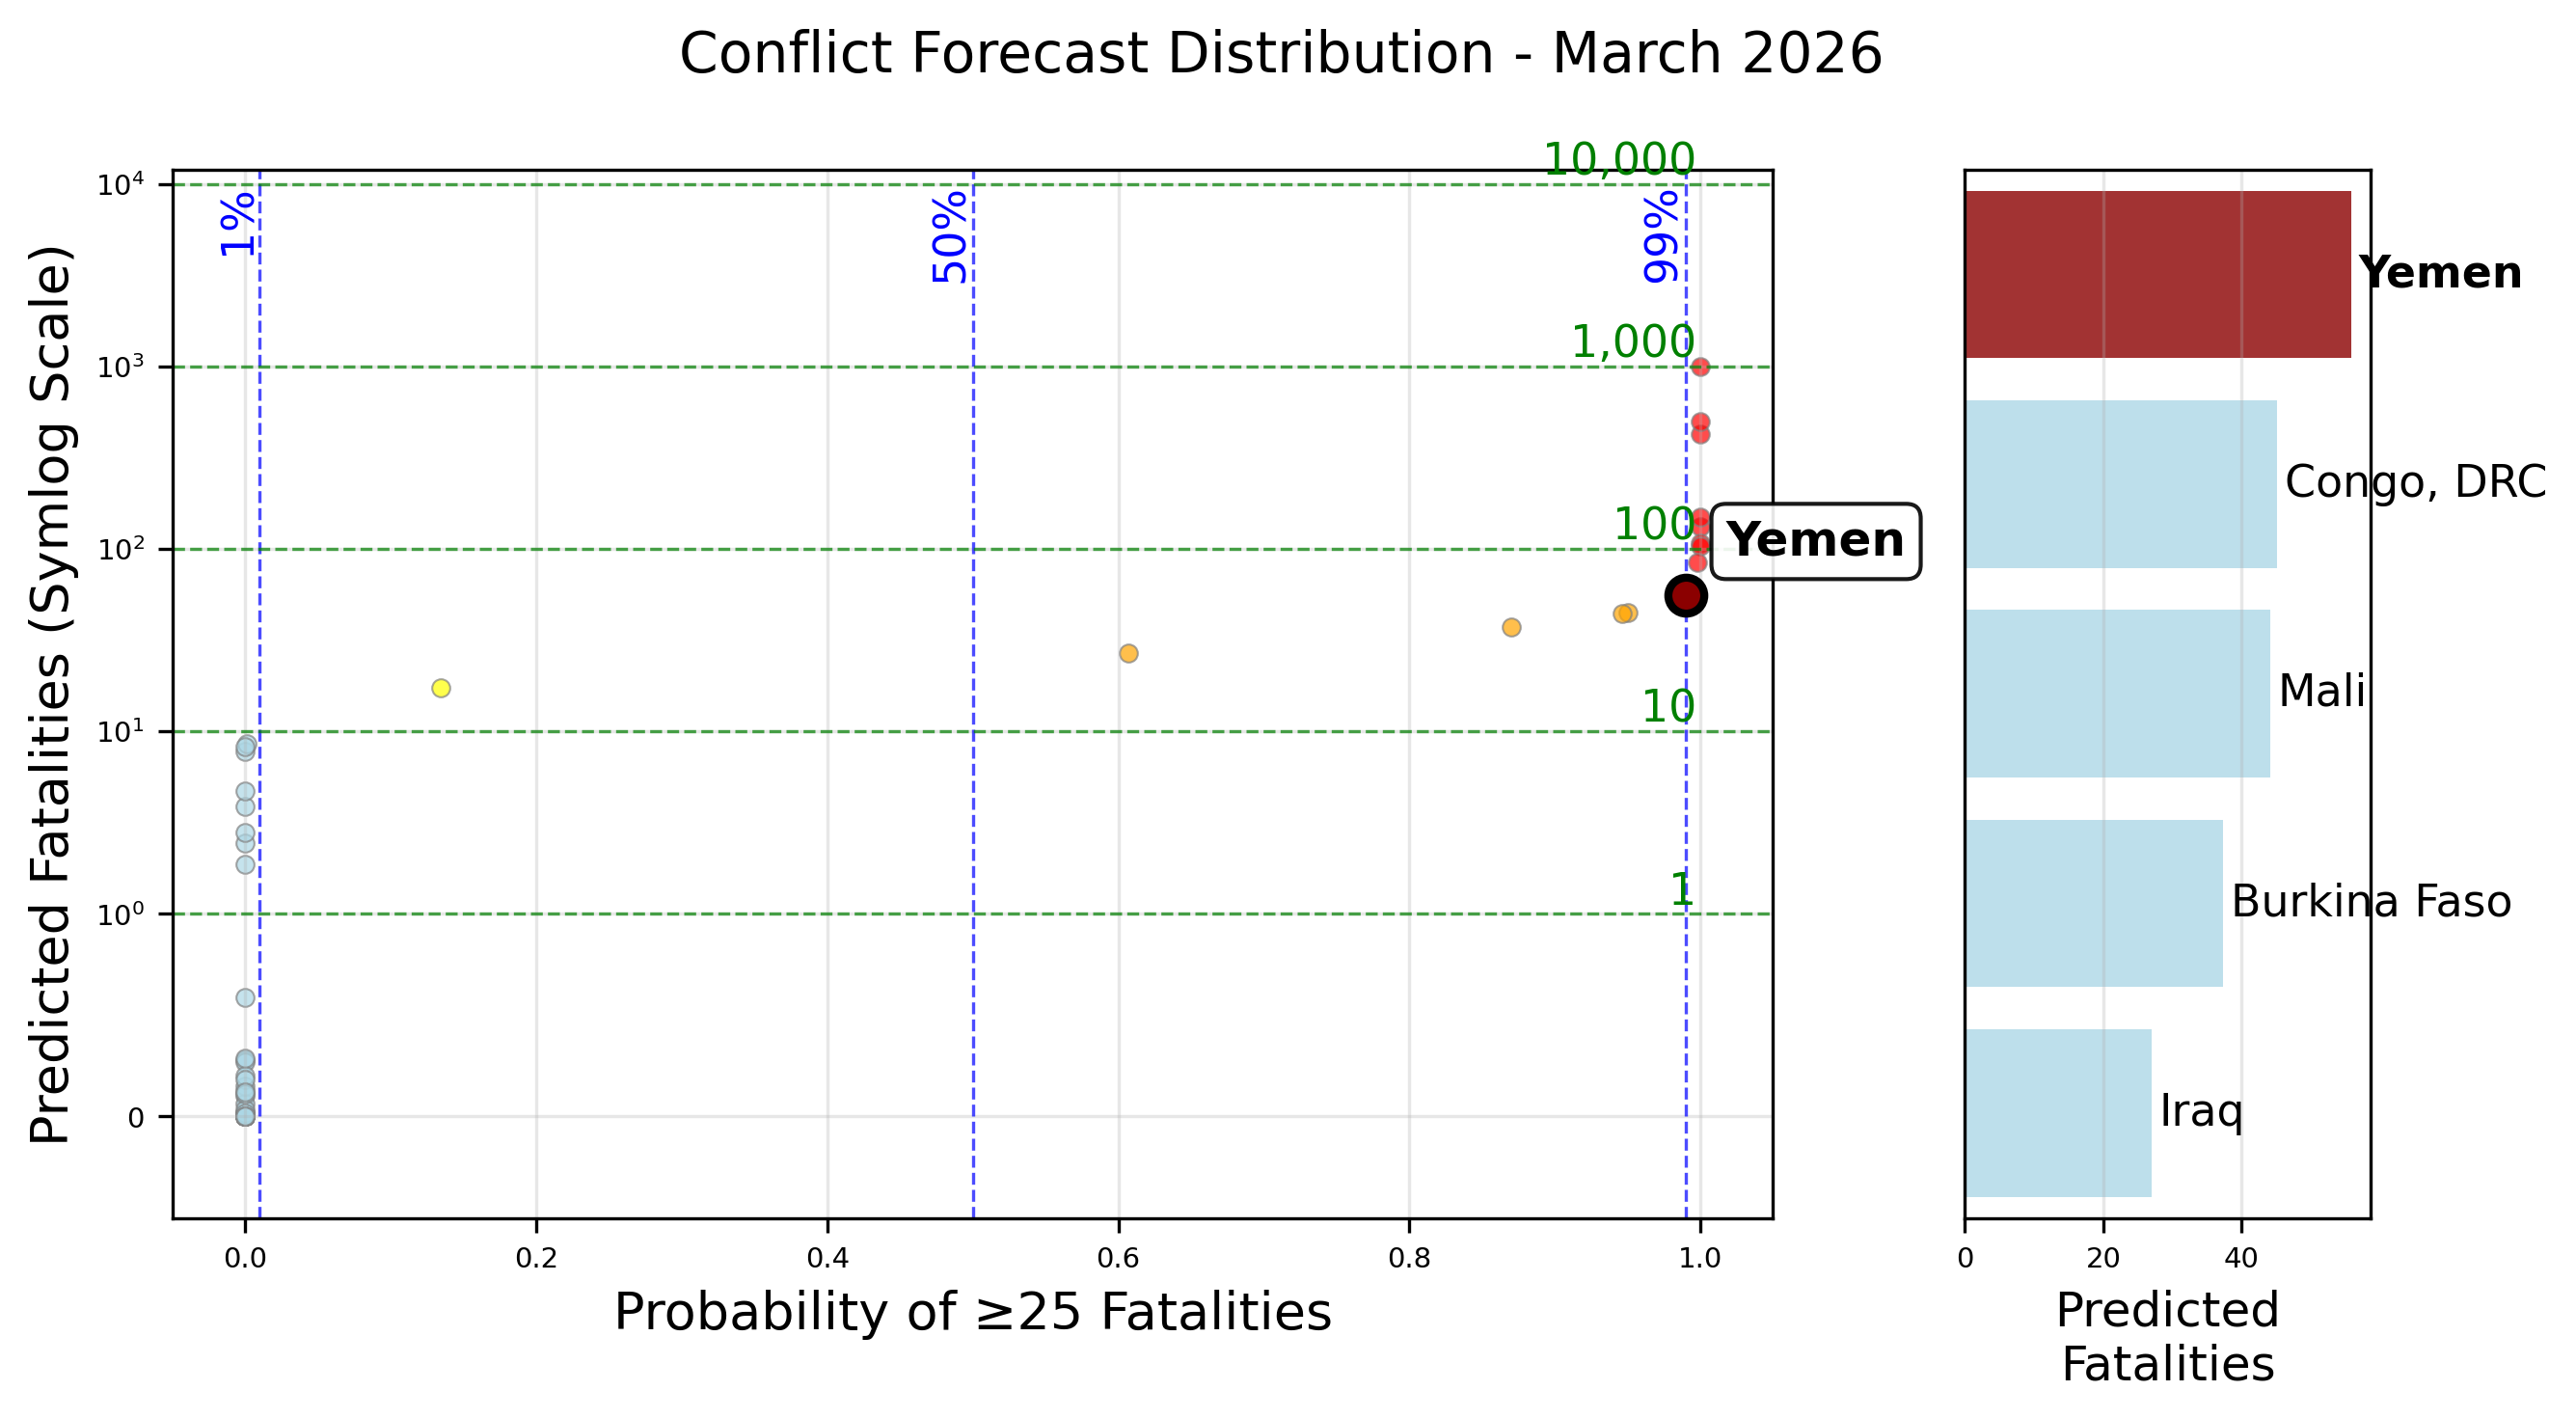 Conflict Forecast Distribution - March 2026
Predicted Fatalities (Symlog Scale)
10⁴
10³
10²
10¹
10⁰
0
1%
50%
99%
10,000
1,000
100
10
1
Yemen
0.0 0.2 0.4 0.6 0.8 1.0
Probability of ≥25 Fatalities
Yemen
Congo, DRC
Mali
Burkina Faso
Iraq
0 20 40
Predicted
Fatalities